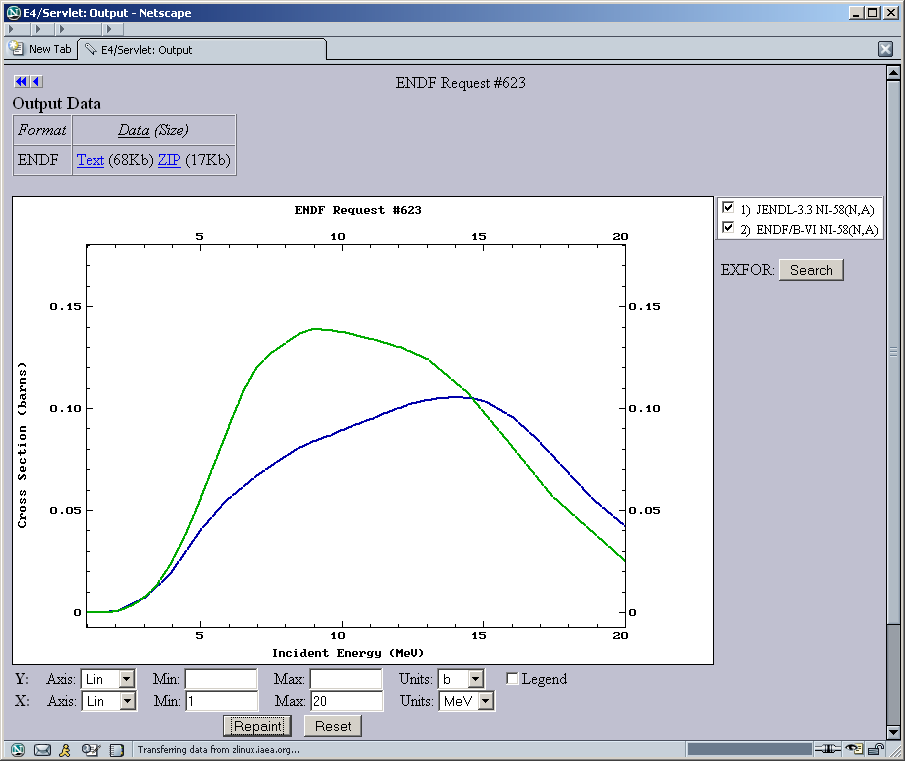 E4/Servlet: Output - Netscape
New Tab E4/Servlet: Output
ENDF Request #623
Output Data
Format Data (Size)
ENDF Text (68Kb) ZIP (17Kb)
ENDF Request #623
1) JENDL-3.3 NI-58(N,A)
2) ENDF/B-VI NI-58(N,A)
EXFOR: Search
5 10 15 20
0.15 0.15
0.10 0.10
0.05 0.05
0 0
Cross Section (barns)
5 10 15 20
Incident Energy (MeV)
Y: Axis: Lin Min: Max: Units: b Legend
X: Axis: Lin Min: 1 Max: 20 Units: MeV
Repaint Reset
Transferring data from zlinux.iaea.org...